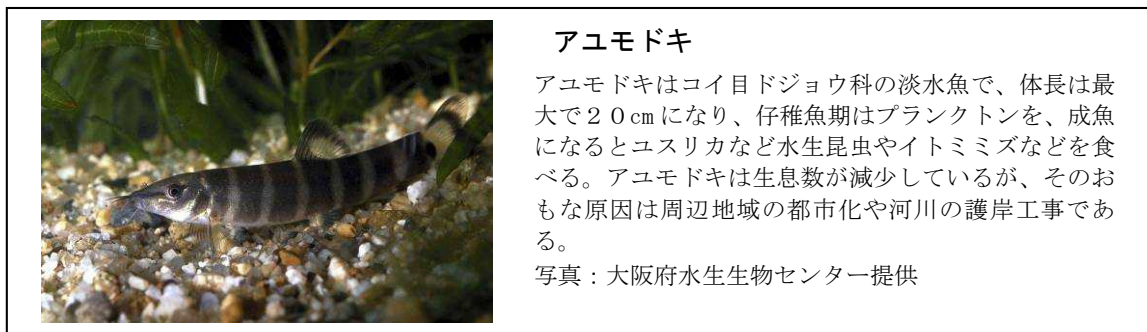 アユモドキ
アユモドキはコイ目ドジョウ科の淡水魚で、体長は最
大で２０cmになり、仔稚魚期はプランクトンを、成魚
になるとユスリカなど水生昆虫やイトミミズなどを食
べる。アユモドキは生息数が減少しているが、そのお
もな原因は周辺地域の都市化や河川の護岸工事であ
る。
写真：大阪府水生生物センター提供